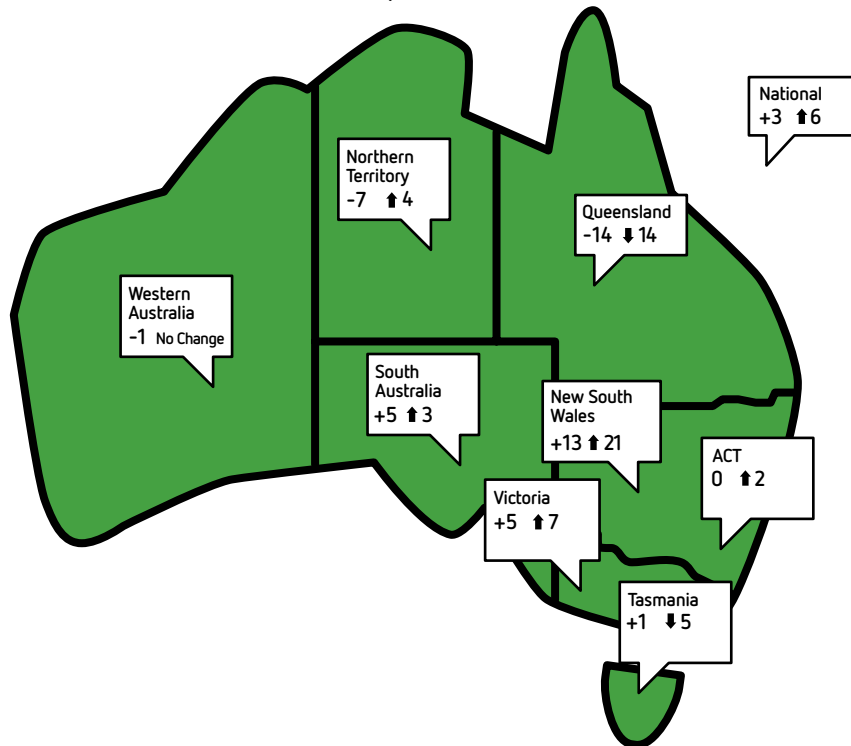 National
+3 ⬆6
Northern
Territory
-7 ⬆4
Queensland
-14 ⬇14
Western
Australia
-1 No Change
South
Australia
+5 ⬆3
New South
Wales
+13 ⬆21
ACT
0 ⬆2
Victoria
+5 ⬆7
Tasmania
+1 ⬇5